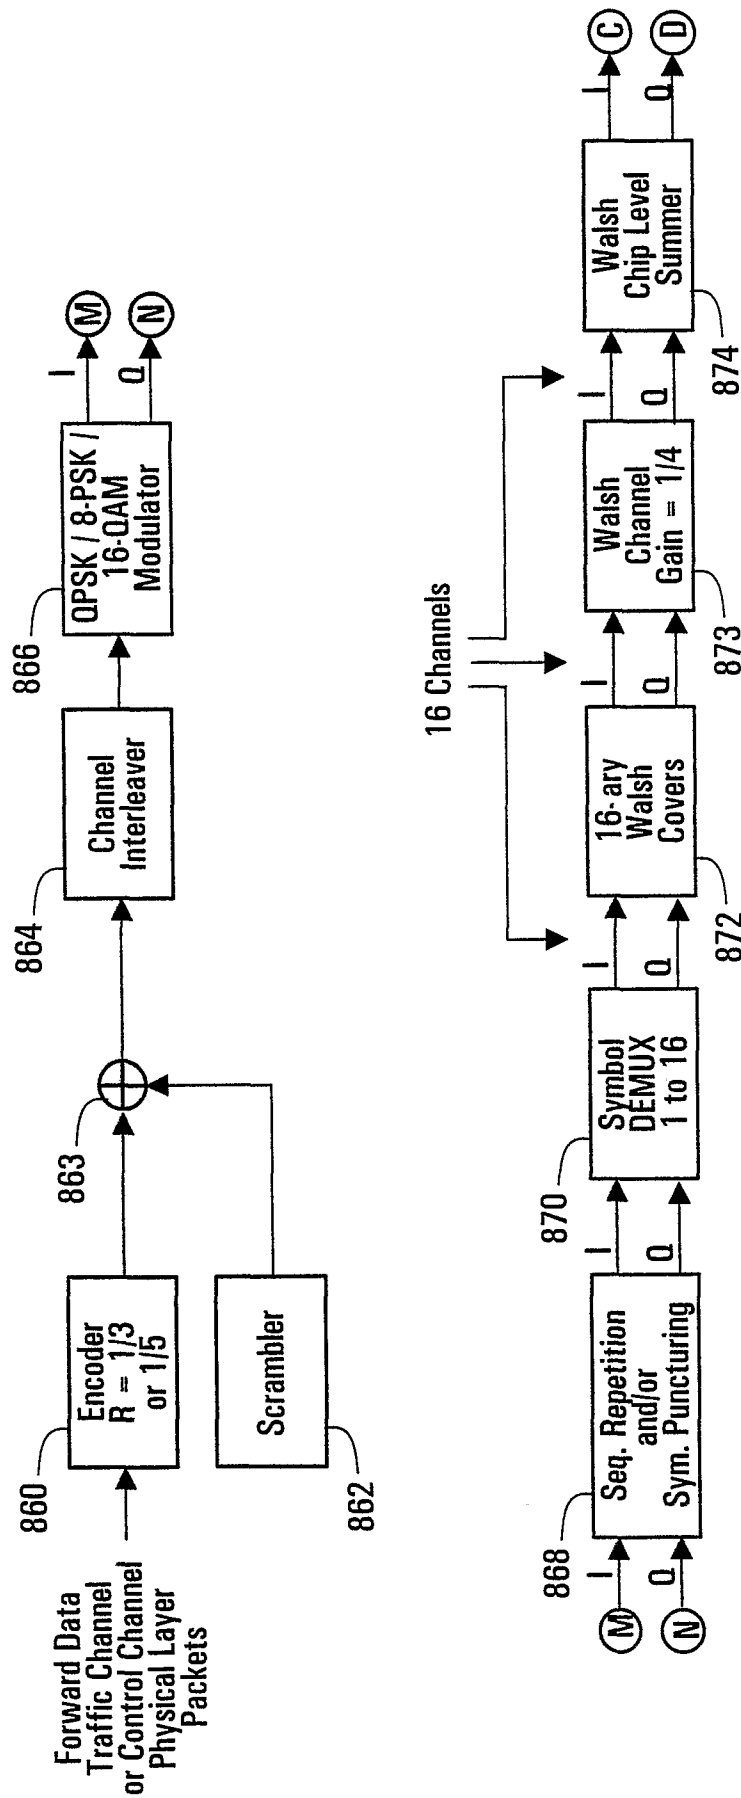 Forward Data
Traffic Channel
or Control Channel
Physical Layer
Packets
860
Encoder
R = 1/3
or 1/5
862
Scrambler
863
864
Channel
Interleaver
866
QPSK / 8-PSK /
16-QAM
Modulator
I
Q
M
N
M
N
I
Q
868
Seq. Repetition
and/or
Sym. Puncturing
I
Q
870
Symbol
DEMUX
1 to 16
I
Q
16 Channels
872
16-ary
Walsh
Covers
I
Q
873
Walsh
Channel
Gain = 1/4
I
Q
874
Walsh
Chip Level
Summer
I
Q
C
D